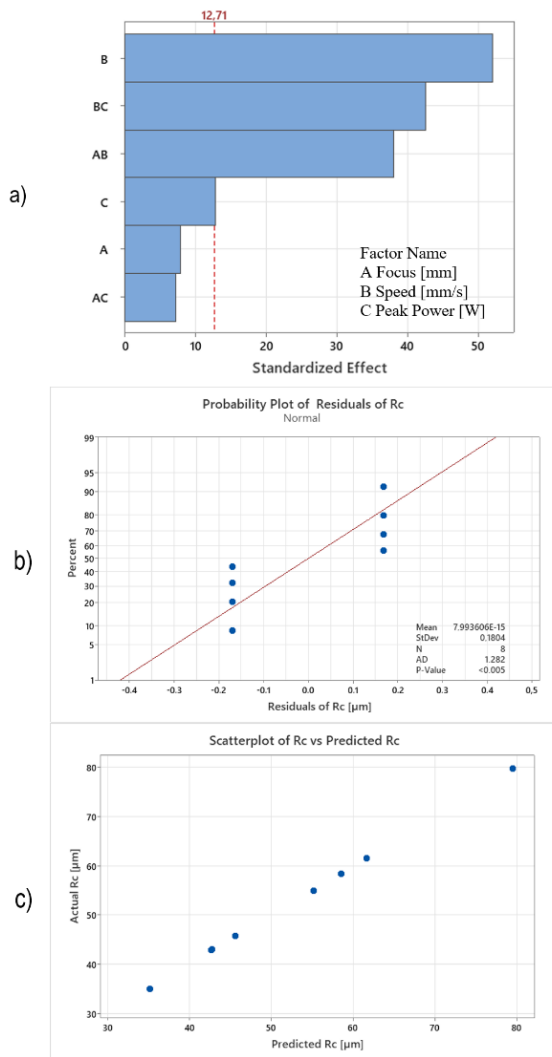 12,71
B
BC
AB
C
A
AC
a)
Factor Name
A Focus [mm]
B Speed [mm/s]
C Peak Power [W]
0 10 20 30 40 50
Standardized Effect
Probability Plot of Residuals of Rc
Normal
99
95
90
80
70
60
50
40
30
20
10
5
1
Percent
b)
Mean 7.993606E-15
StDev 0.1804
N 8
AD 1.282
P-Value <0.005
-0.4 -0.3 -0.2 -0.1 0.0 0.1 0.2 0.3 0.4 0,5
Residuals of Rc [µm]
Scatterplot of Rc vs Predicted Rc
80
70
60
50
40
30
Actual Rc [µm]
c)
30 40 50 60 70 80
Predicted Rc [µm]